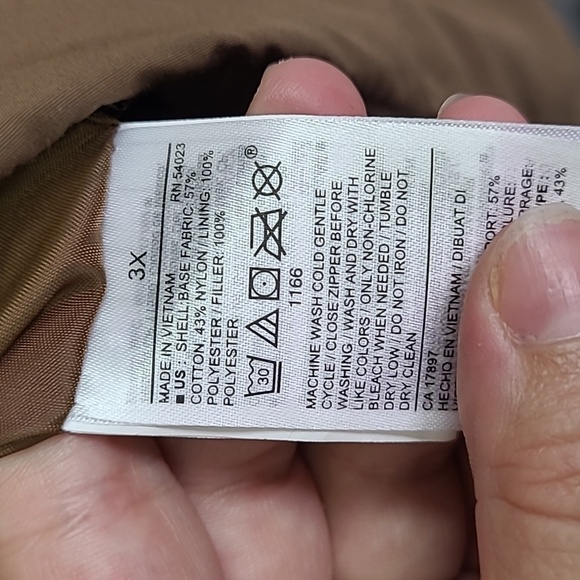 3X
MADE IN VIETNAM RN 54023
■ US : SHELL: BASE FABRIC: 57%
COTTON 43% NYLON / LINING: 100%
POLYESTER / FILLER: 100%
POLYESTER
30
®
1166
MACHINE WASH COLD GENTLE
CYCLE / CLOSE ZIPPER BEFORE
WASHING / WASH AND DRY WITH
LIKE COLORS / ONLY NON-CHLORINE
BLEACH WHEN NEEDED / TUMBLE
DRY LOW / DO NOT IRON / DO NOT
DRY CLEAN
CA 17897
HECHO EN VIETNAM / DIBUAT DI
57%
43%